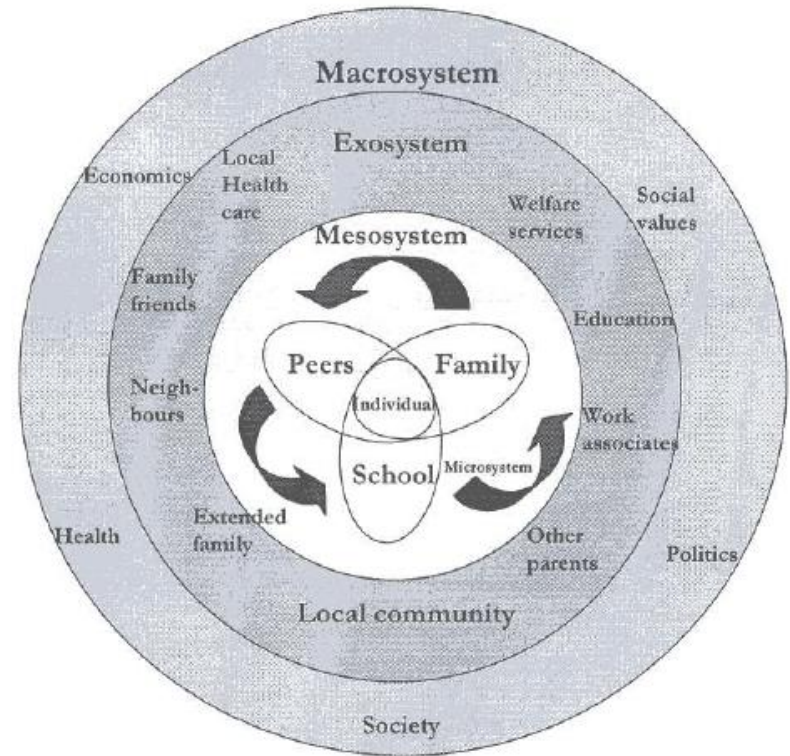 Macrosystem
Exosystem
Local
Health
care
Economics
Welfare
services
Social
values
Mesosystem
Family
friends
Education
Peers
Family
Individual
Neigh-
bours
Work
associates
School
Microsystem
Extended
family
Health
Other
parents
Politics
Local community
Society